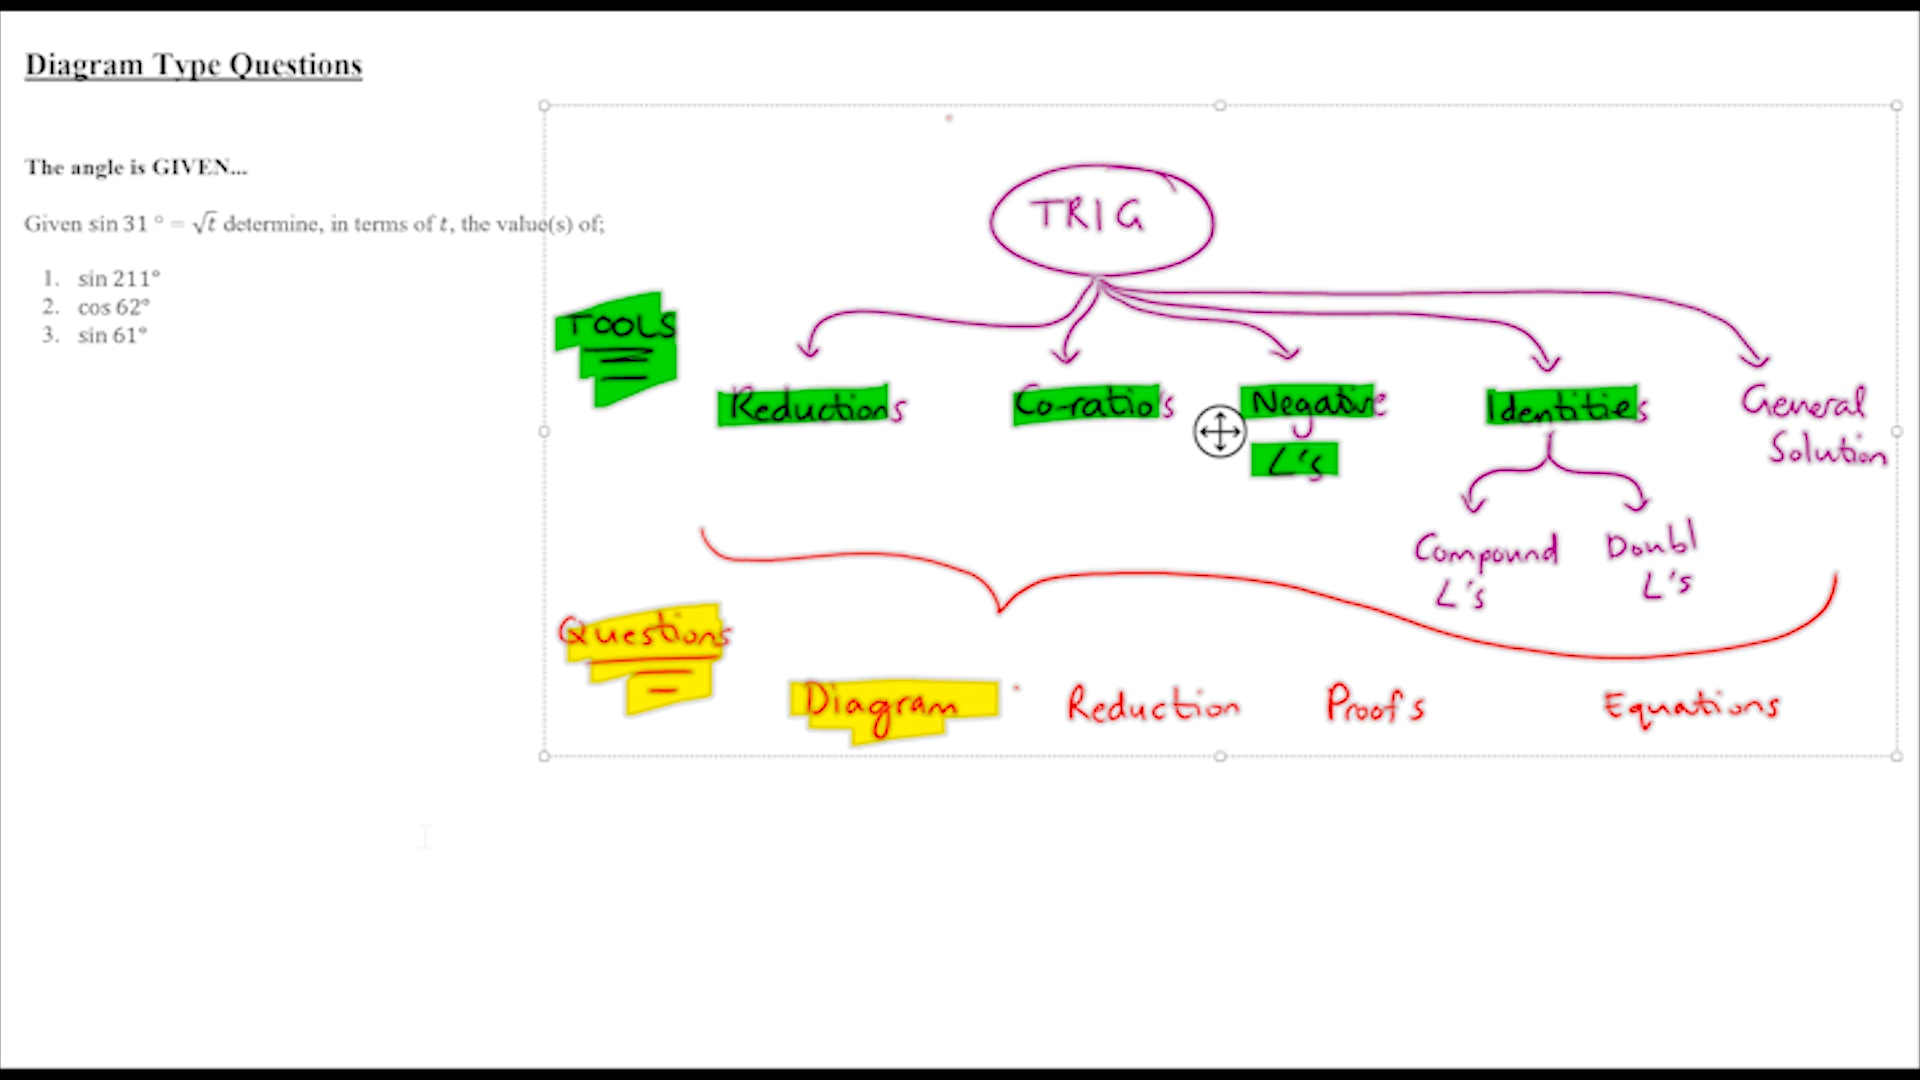 Diagram Type Questions
The angle is GIVEN...
Given sin 31 ° = √t determine, in terms of t, the value(s) of;
1. sin 211°
2. cos 62°
3. sin 61°
TRIG
TOOLS
Reductions Co-ratio's Negative Identities General
L's Solution
Compound Doubl
L's L's
Questions
Diagram Reduction Proofs Equations